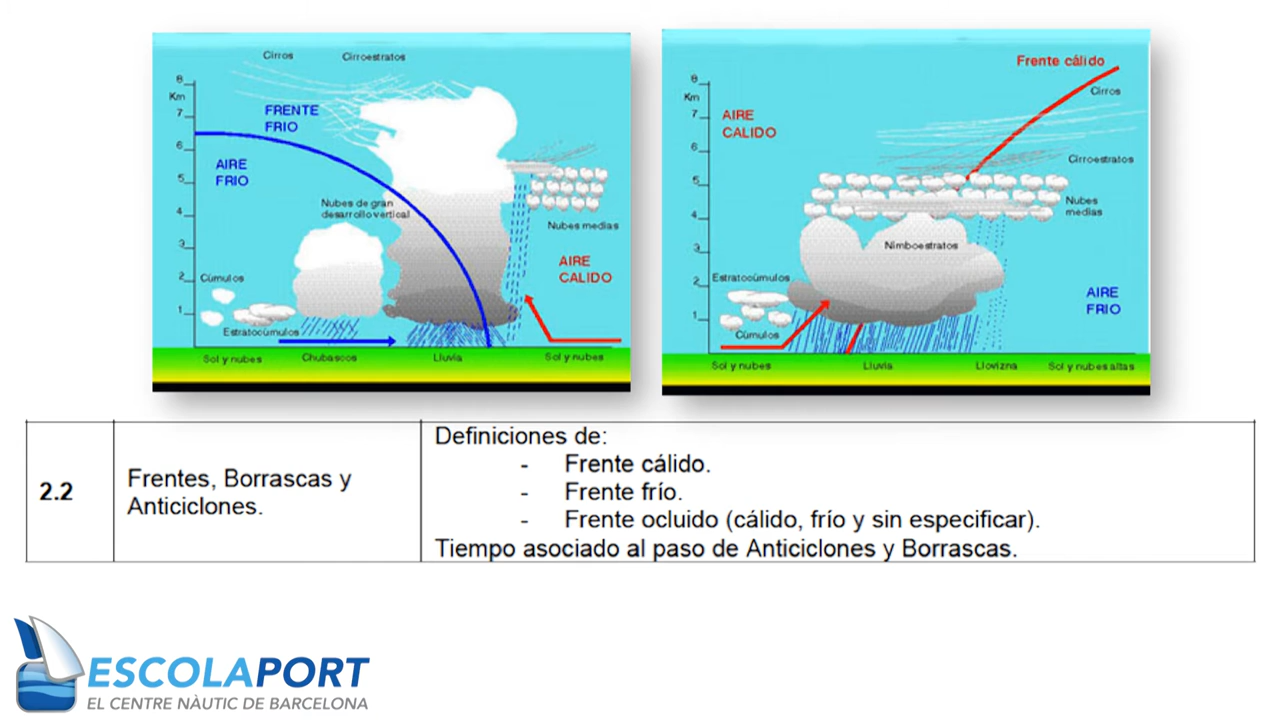 Cirros
Cirroestratos
8
Km
7
6
5
4
3
2
1
FRENTE
FRIO
AIRE
FRIO
Nubes de gran
desarrollo vertical
Nubes medias
AIRE
CALIDO
Cúmulos
Estratocúmulos
Sol y nubes
Chubascos
Lluvia
Sol y nubes
Frente cálido
8
Km
7
6
5
4
3
2
1
AIRE
CALIDO
Cirros
Cirroestratos
Nubes
medias
Nimboestratos
Estratocúmulos
AIRE
FRIO
Cúmulos
Sol y nubes
Lluvia
Llovizna
Sol y nubes altas
2.2
Frentes, Borrascas y
Anticiclones.
Definiciones de:
- Frente cálido.
- Frente frío.
- Frente ocluido (cálido, frío y sin especificar).
Tiempo asociado al paso de Anticiclones y Borrascas.
ESCOLAPORT
EL CENTRE NÀUTIC DE BARCELONA